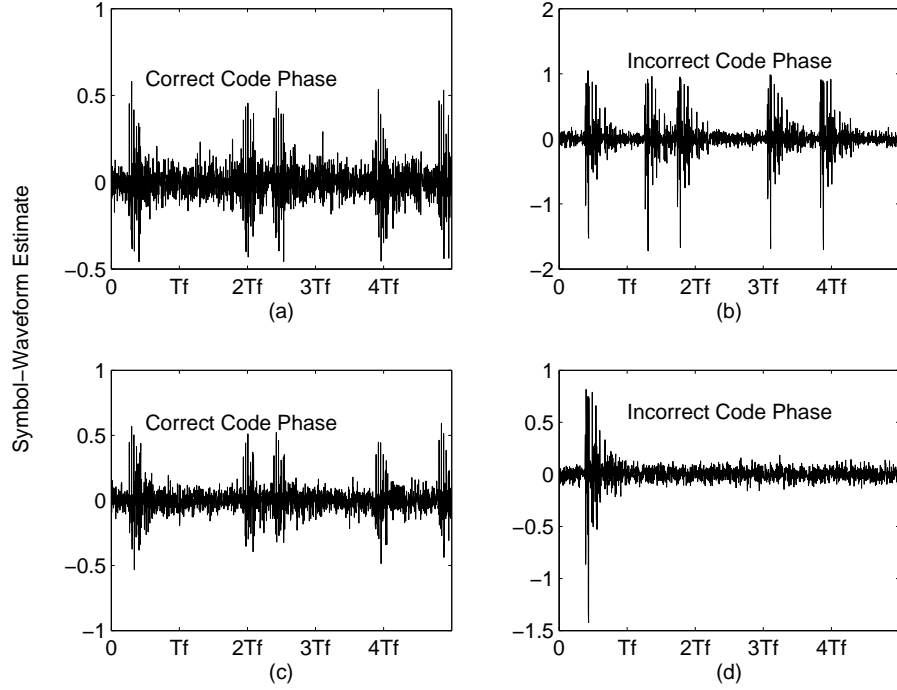 Symbol−Waveform Estimate
1
0.5
0
−0.5
Correct Code Phase
0 Tf 2Tf 3Tf 4Tf
(a)
2
1
0
−1
−2
Incorrect Code Phase
0 Tf 2Tf 3Tf 4Tf
(b)
1
0.5
0
−0.5
−1
Correct Code Phase
0 Tf 2Tf 3Tf 4Tf
(c)
1
0.5
0
−0.5
−1
−1.5
Incorrect Code Phase
0 Tf 2Tf 3Tf 4Tf
(d)